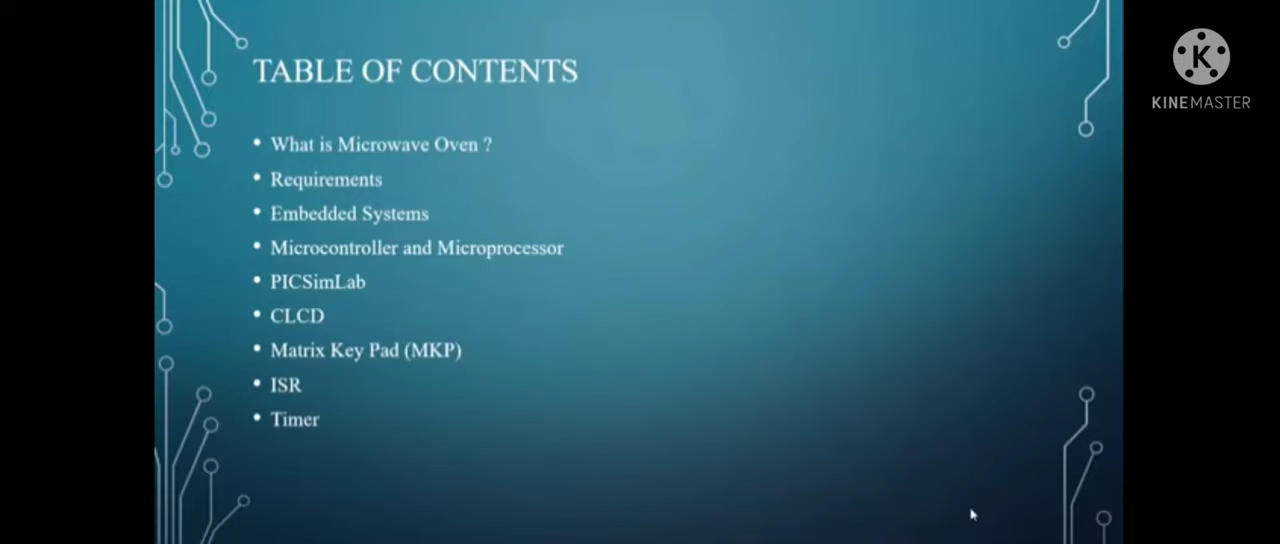 TABLE OF CONTENTS
• What is Microwave Oven ?
• Requirements
• Embedded Systems
• Microcontroller and Microprocessor
• PICSimLab
• CLCD
• Matrix Key Pad (MKP)
• ISR
• Timer
K
KINEMASTER